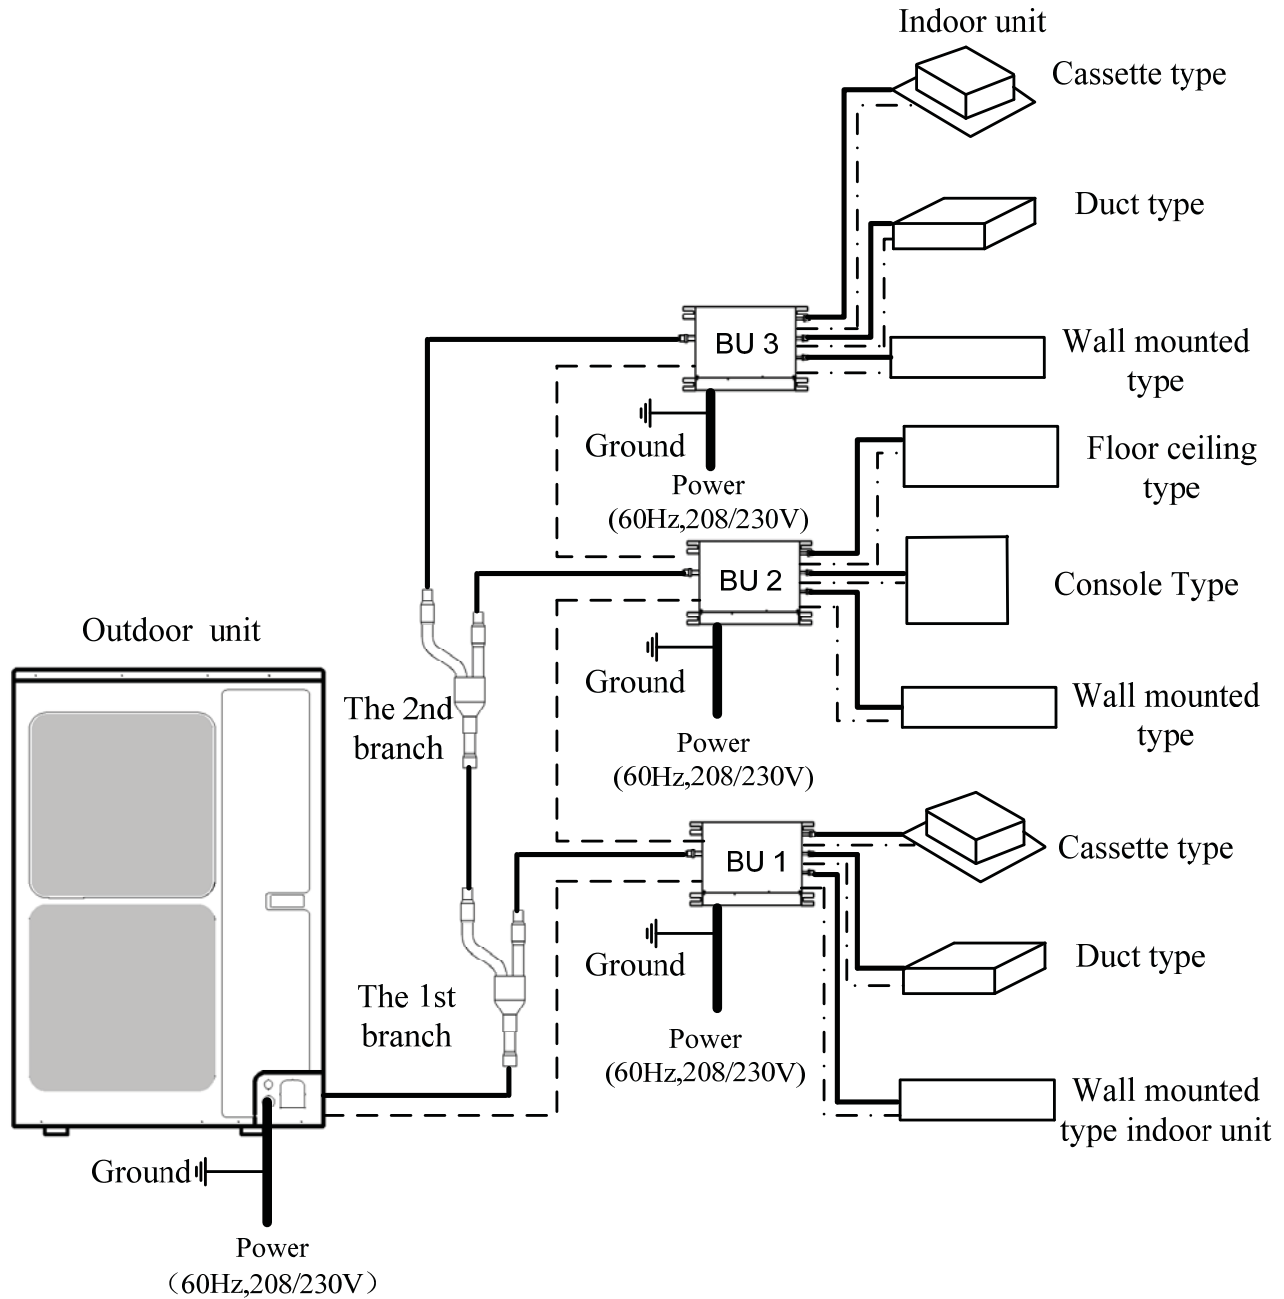 Indoor unit
Cassette type
Duct type
BU 3
Wall mounted
type
Ground
Power
(60Hz,208/230V)
Floor ceiling
type
BU 2
Console Type
Outdoor unit
Ground
The 2nd
branch
Wall mounted
type
Power
(60Hz,208/230V)
BU 1
Cassette type
Ground
Duct type
The 1st
branch
Power
(60Hz,208/230V)
Wall mounted
type indoor unit
Ground
Power
（60Hz,208/230V）